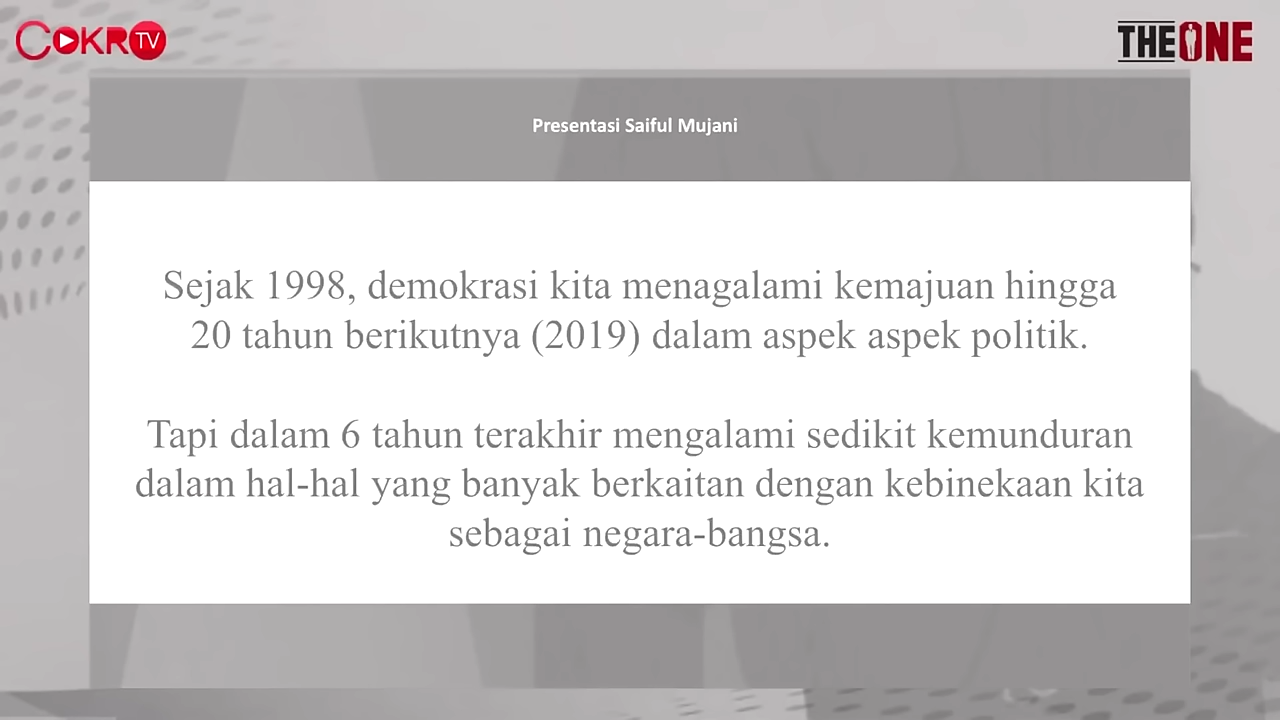 COKRO TV
THE ONE
Presentasi Saiful Mujani
Sejak 1998, demokrasi kita menagalami kemajuan hingga
20 tahun berikutnya (2019) dalam aspek aspek politik.
Tapi dalam 6 tahun terakhir mengalami sedikit kemunduran
dalam hal-hal yang banyak berkaitan dengan kebinekaan kita
sebagai negara-bangsa.